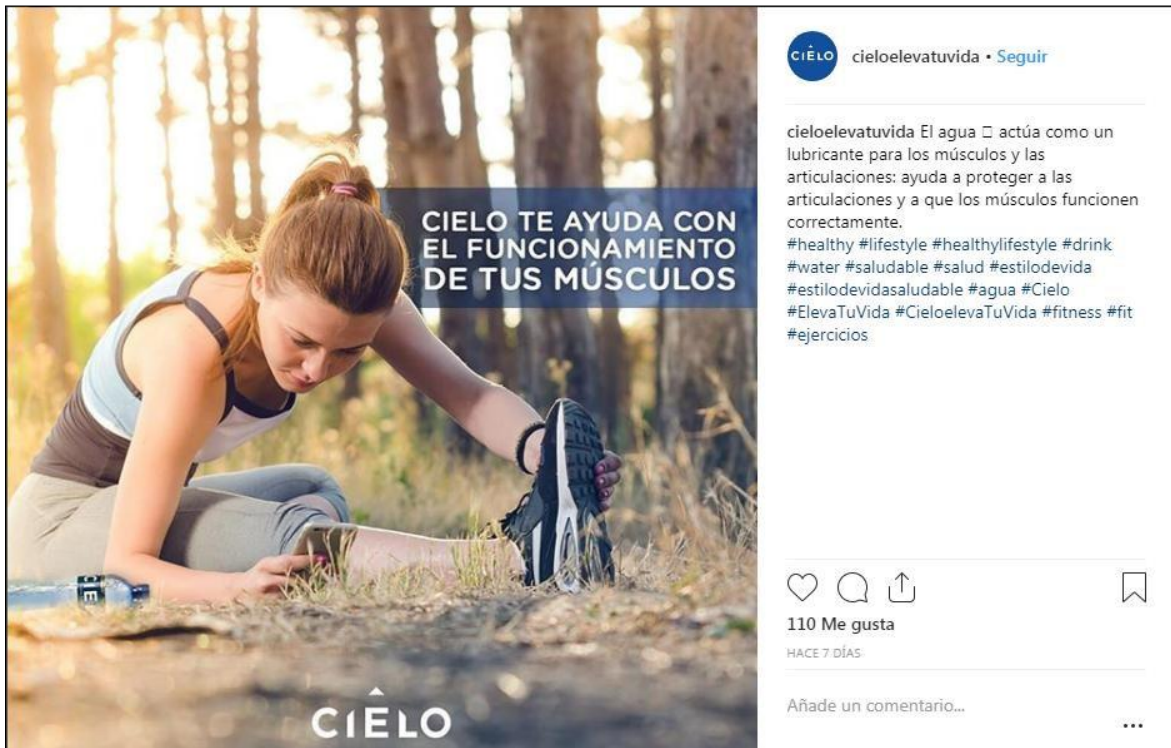 CIELO TE AYUDA CON
EL FUNCIONAMIENTO
DE TUS MÚSCULOS
CIE
CIÊLO
CIÊLO
cieloelevatuvida • Seguir
cieloelevatuvida El agua □ actúa como un
lubricante para los músculos y las
articulaciones: ayuda a proteger a las
articulaciones y a que los músculos funcionen
correctamente.
#healthy #lifestyle #healthylifestyle #drink
#water #saludable #salud #estilodevida
#estilodevidasaludable #agua #Cielo
#ElevaTuVida #CieloelevaTuVida #fitness #fit
#ejercicios
110 Me gusta
HACE 7 DÍAS
Añade un comentario...